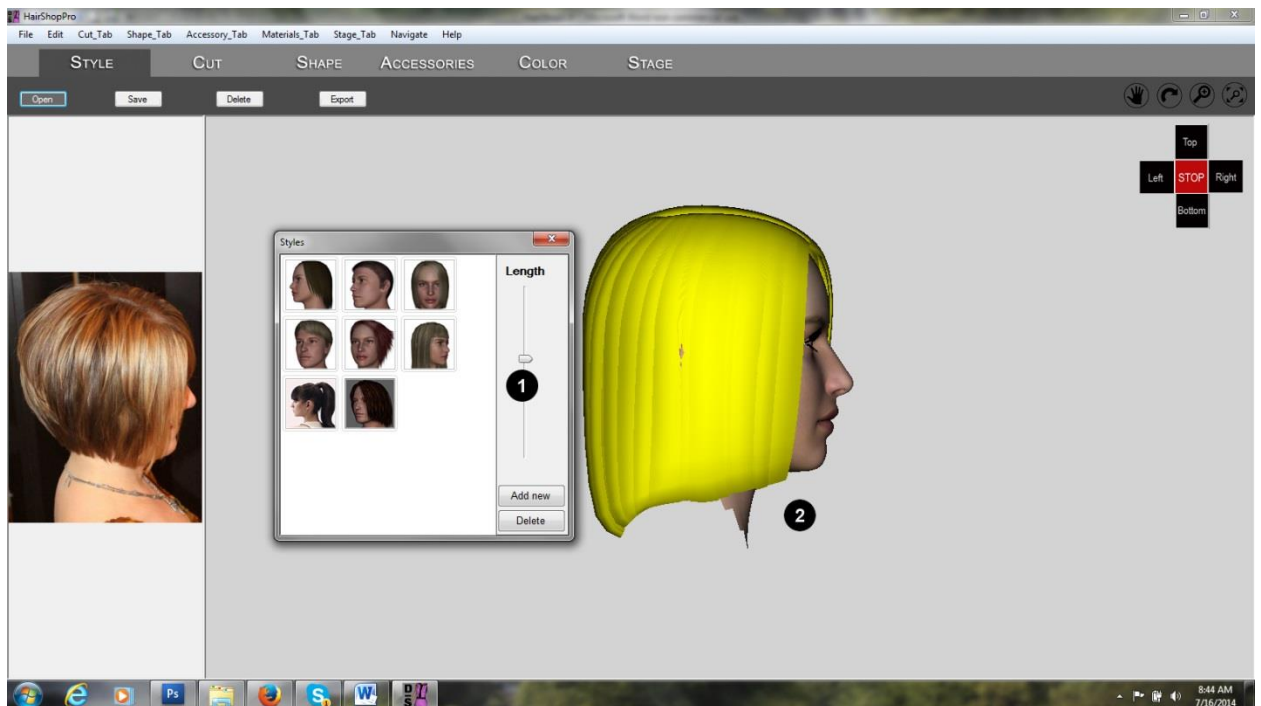 HairShopPro
File Edit Cut_Tab Shape_Tab Accessory_Tab Materials_Tab Stage_Tab Navigate Help
STYLE CUT SHAPE ACCESSORIES COLOR STAGE
Open Save Delete Export
Top
Left STOP Right
Bottom
Styles
Length
1
Add new
Delete
2
Ps
S
W
DS
8:44 AM
7/16/2014